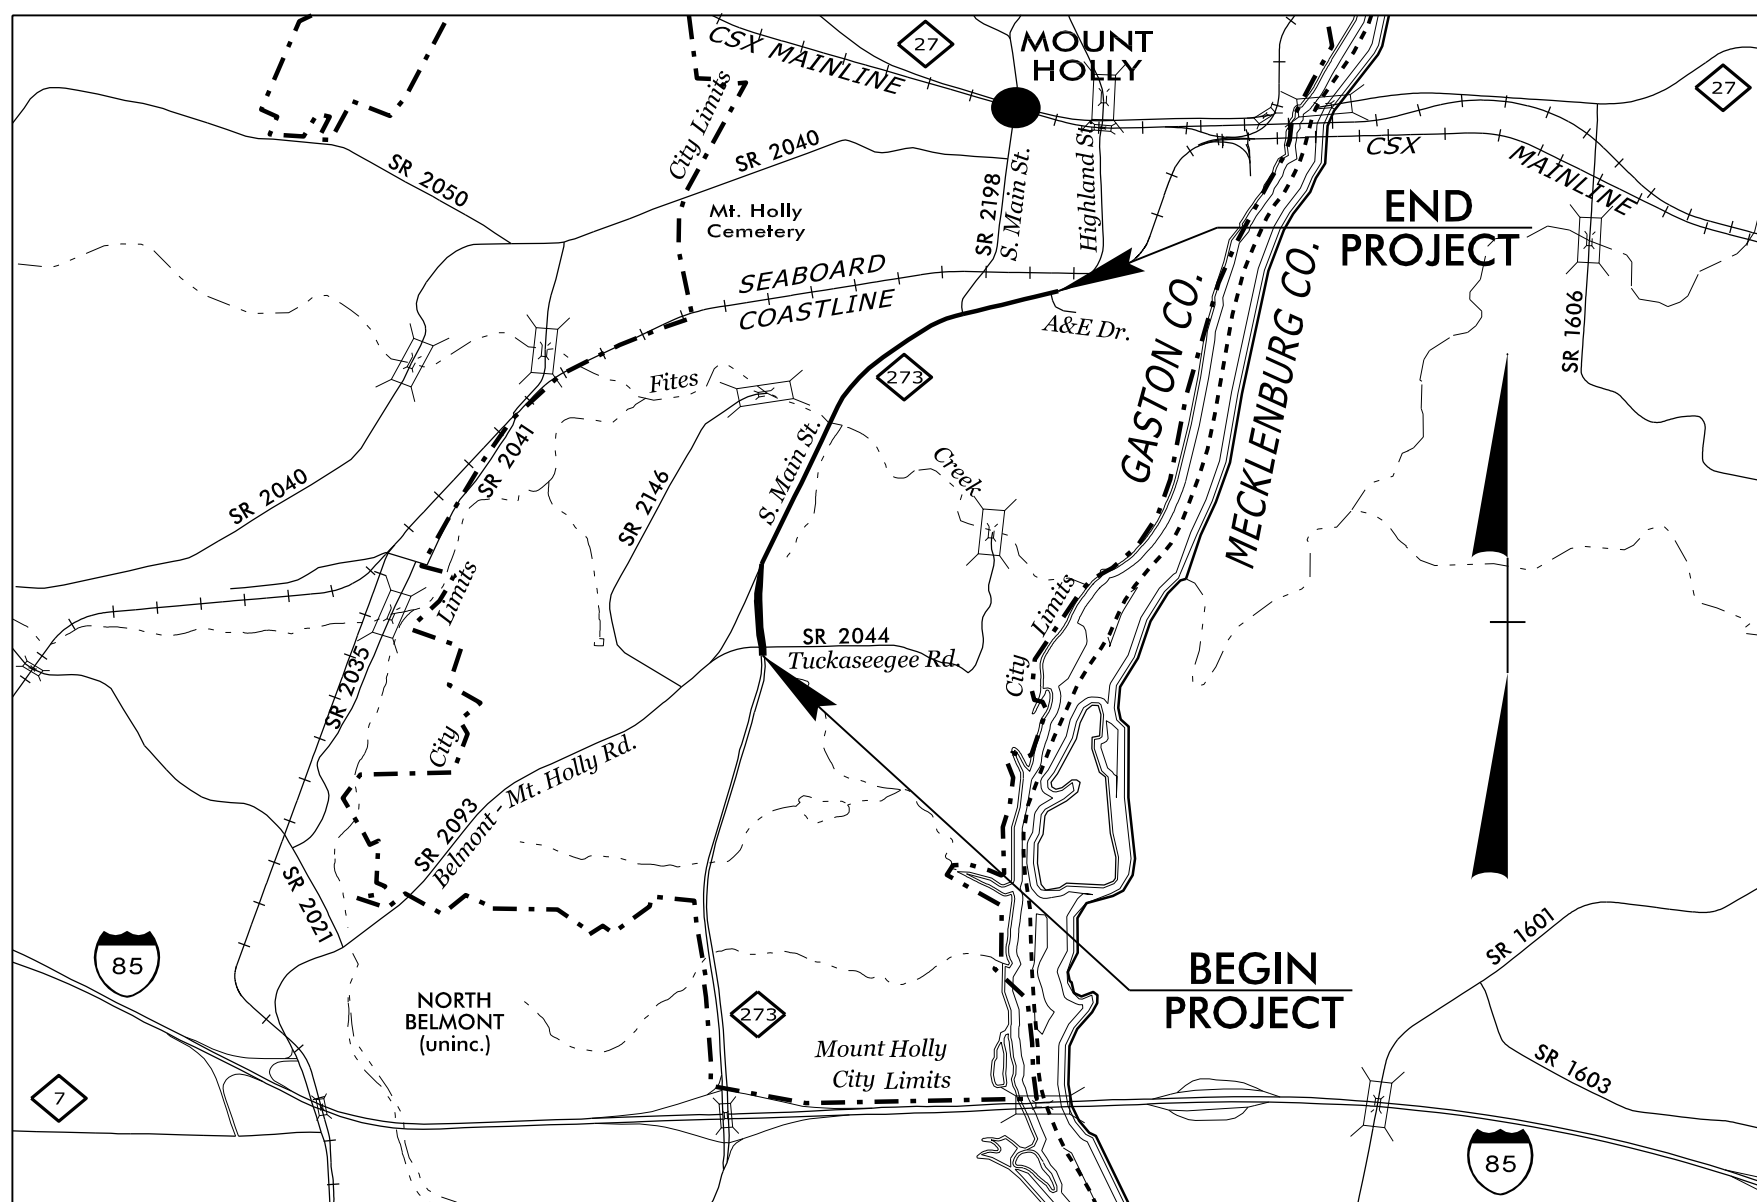 27
CSX MAINLINE
MOUNT
HOLLY
27
City Limits
SR 2040
SR 2050
CSX
MAINLINE
SR 2198
S. Main St.
Highland St.
Mt. Holly
Cemetery
END
PROJECT
SEABOARD
COASTLINE
A&E Dr.
GASTON CO.
MECKLENBURG CO.
SR 1606
273
Fites
Creek
SR 2041
SR 2040
SR 2146
S. Main St.
City Limits
City Limits
SR 2044
Tuckaseegee Rd.
SR 2035
SR 2093
Belmont - Mt. Holly Rd.
SR 2021
85
NORTH
BELMONT
(uninc.)
273
BEGIN
PROJECT
SR 1601
SR 1603
Mount Holly
City Limits
7
85